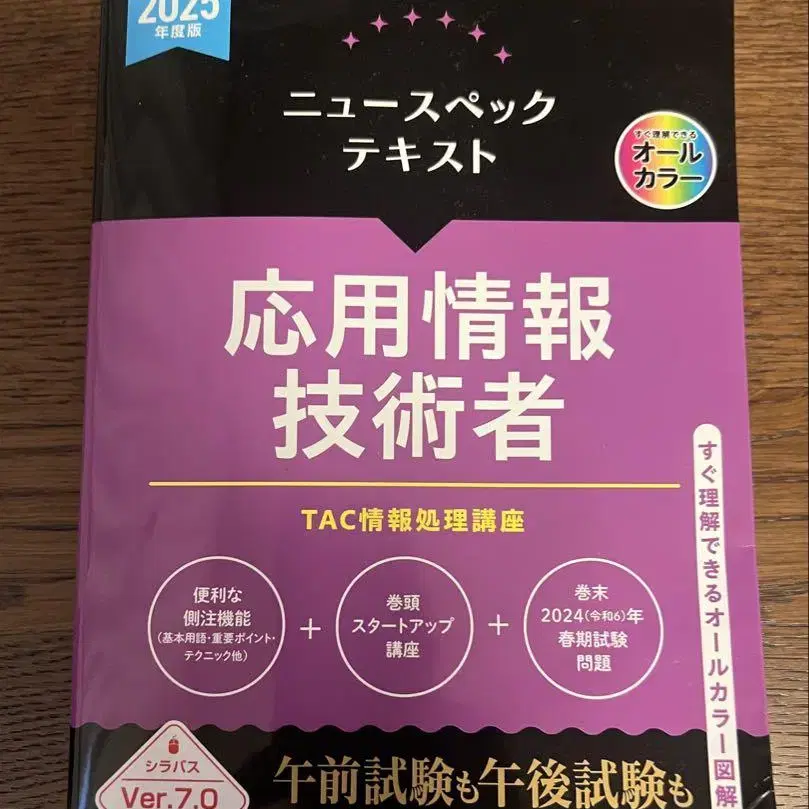 2025
年度版
ニュースペック
テキスト
すぐ理解できる
オール
カラー
応用情報
技術者
TAC情報処理講座
便利な
側注機能
(基本用語・重要ポイント・
テクニック他)
+
巻頭
スタートアップ
講座
+
巻末
2024(令和6)年
春期試験
問題
すぐ理解できるオールカラー図解
シラバス
Ver.7.0
午前試験も午後試験も